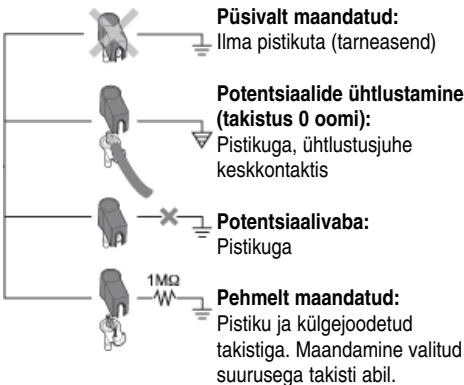 Püsivalt maandatud:
Ilma pistikuta (tarneasend)
Potentsiaalide ühtlustamine
(takistus 0 oomi):
Pistikuga, ühtlustusjuhe
keskkontaktis
Potentsiaalivaba:
Pistikuga
1MΩ
Pehmelt maandatud:
Pistiku ja külgejoodetud
takistiga. Maandamine valitud
suurusega takisti abil.